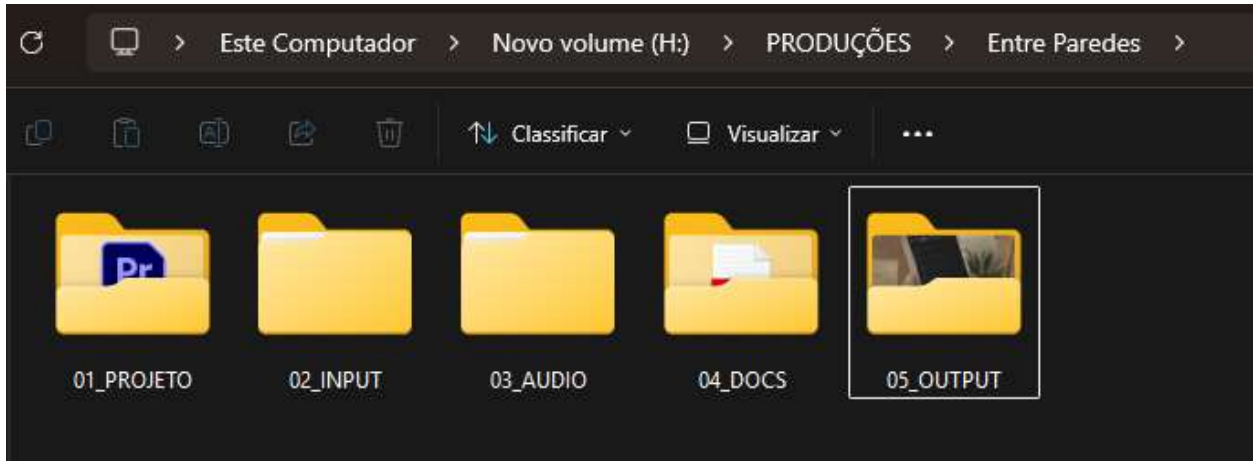 Este Computador > Novo volume (H:) > PRODUÇÕES > Entre Paredes >
Classificar Visualizar ...
Pr
01_PROJETO 02_INPUT 03_AUDIO 04_DOCS 05_OUTPUT